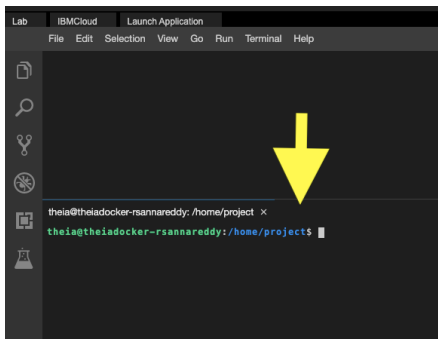 Lab IBMCloud Launch Application
File Edit Selection View Go Run Terminal Help
theia@theiadocker-rsannareddy: /home/project ×
theia@theiadocker-rsannareddy:/home/project$